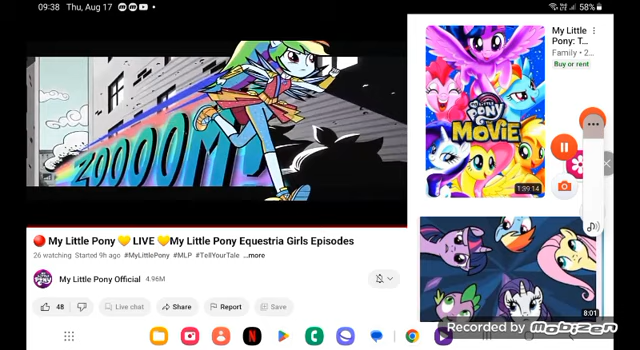 09:38 Thu, Aug 17
58%
ZOOOOM!
My Little Pony: T...
Family • 2...
Buy or rent
MY LITTLE PONY
MOVIE
1:39:14
My Little Pony 💛 LIVE 💛My Little Pony Equestria Girls Episodes
26 watching Started 9h ago #MyLittlePony #MLP #TellYourTale ...more
My Little Pony Official 4.96M
48
Live chat
Share
Report
Save
8:01
Recorded by mobizen